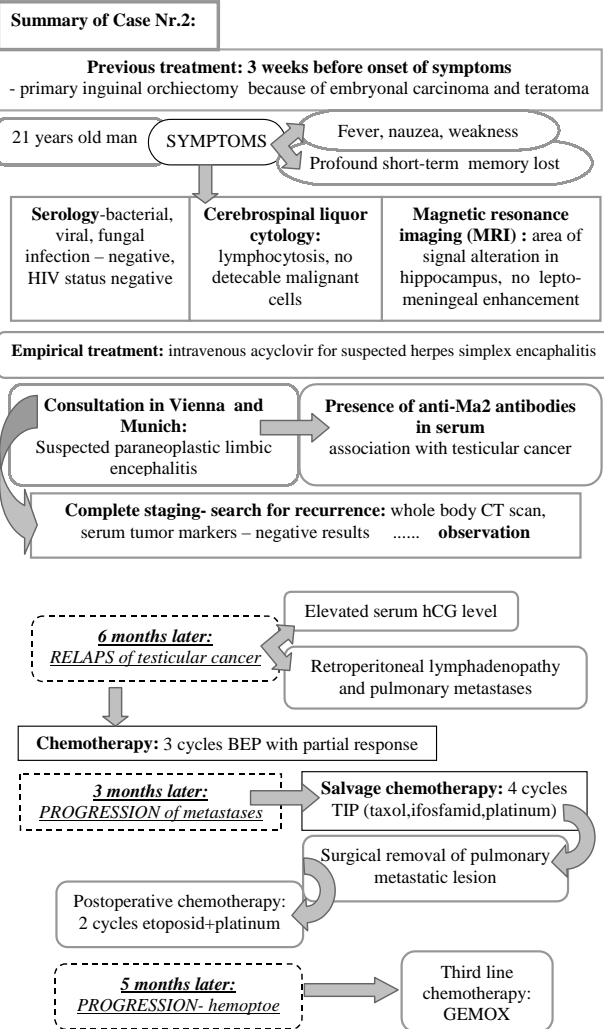 Summary of Case Nr.2:
Previous treatment: 3 weeks before onset of symptoms
- primary inguinal orchiectomy because of embryonal carcinoma and teratoma
21 years old man
SYMPTOMS
Fever, nauzea, weakness
Profound short-term memory lost
Serology-bacterial,
viral, fungal
infection – negative,
HIV status negative
Cerebrospinal liquor
cytology:
lymphocytosis, no
detecable malignant
cells
Magnetic resonance
imaging (MRI) : area of
signal alteration in
hippocampus, no lepto-
meningeal enhancement
Empirical treatment: intravenous acyclovir for suspected herpes simplex encephalitis
Consultation in Vienna and
Munich:
Suspected paraneoplastic limbic
encephalitis
Presence of anti-Ma2 antibodies
in serum
association with testicular cancer
Complete staging- search for recurrence: whole body CT scan,
serum tumor markers – negative results ...... observation
6 months later:
RELAPS of testicular cancer
Elevated serum hCG level
Retroperitoneal lymphadenopathy
and pulmonary metastases
Chemotherapy: 3 cycles BEP with partial response
3 months later:
PROGRESSION of metastases
Salvage chemotherapy: 4 cycles
TIP (taxol,ifosfamid,platinum)
Surgical removal of pulmonary
metastatic lesion
Postoperative chemotherapy:
2 cycles etoposid+platinum
5 months later:
PROGRESSION- hemoptoe
Third line
chemotherapy:
GEMOX